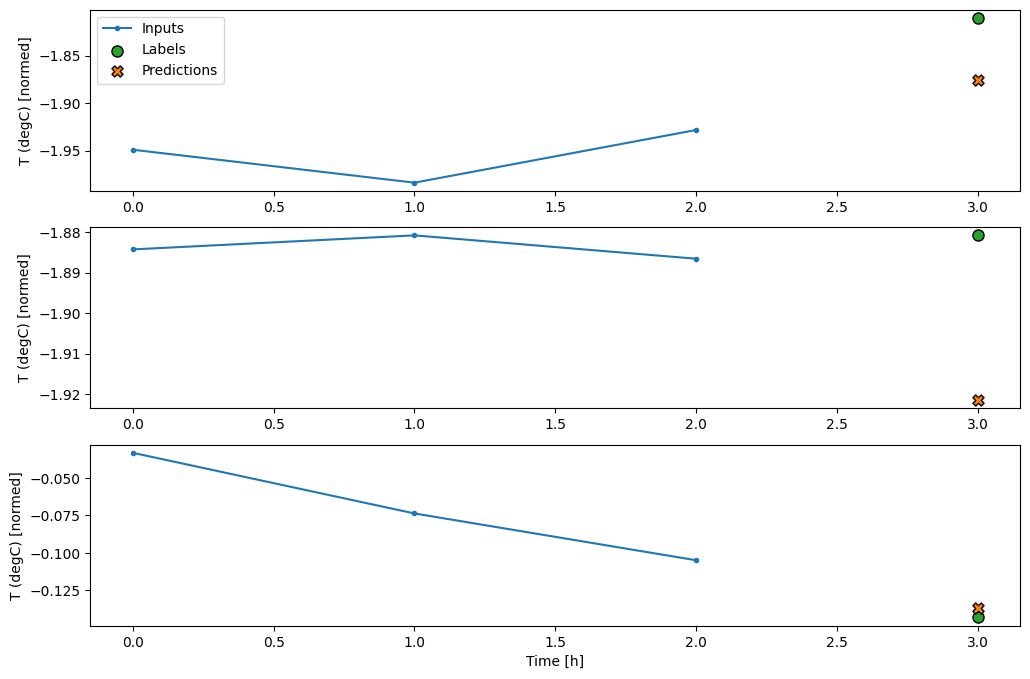 T (degC) [normed]
−1.85
−1.90
−1.95
Inputs
Labels
Predictions
0.0 0.5 1.0 1.5 2.0 2.5 3.0
T (degC) [normed]
−1.88
−1.89
−1.90
−1.91
−1.92
0.0 0.5 1.0 1.5 2.0 2.5 3.0
T (degC) [normed]
−0.050
−0.075
−0.100
−0.125
0.0 0.5 1.0 1.5 2.0 2.5 3.0
Time [h]